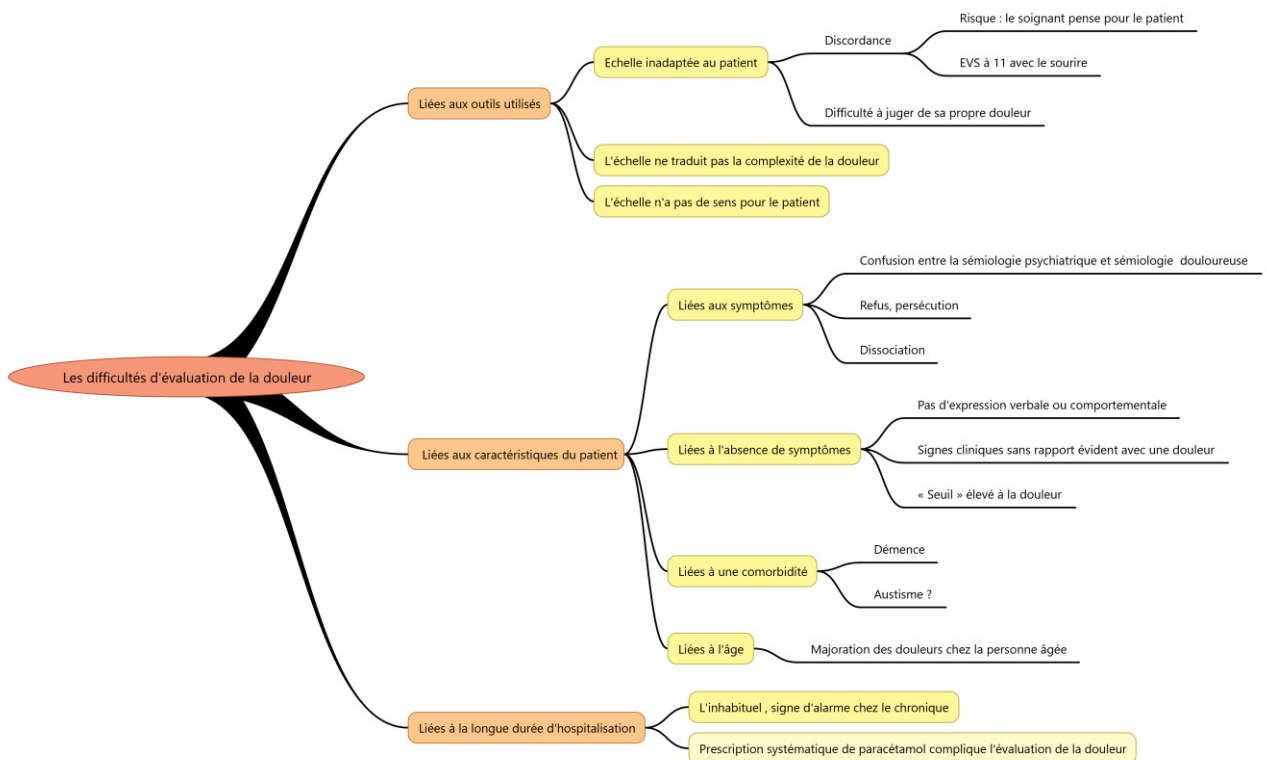 Les difficultés d'évaluation de la douleur
Liées aux outils utilisés
Echelle inadaptée au patient
Discordance
Risque : le soignant pense pour le patient
EVS à 11 avec le sourire
Difficulté à juger de sa propre douleur
L'échelle ne traduit pas la complexité de la douleur
L'échelle n'a pas de sens pour le patient
Liées aux caractéristiques du patient
Liées aux symptômes
Confusion entre la sémiologie psychiatrique et sémiologie douloureuse
Refus, persécution
Dissociation
Liées à l'absence de symptômes
Pas d'expression verbale ou comportementale
Signes cliniques sans rapport évident avec une douleur
« Seuil » élevé à la douleur
Liées à une comorbidité
Démence
Austisme ?
Liées à l'âge
Majoration des douleurs chez la personne âgée
Liées à la longue durée d'hospitalisation
L'inhabituel , signe d'alarme chez le chronique
Prescription systématique de paracétamol complique l'évaluation de la douleur